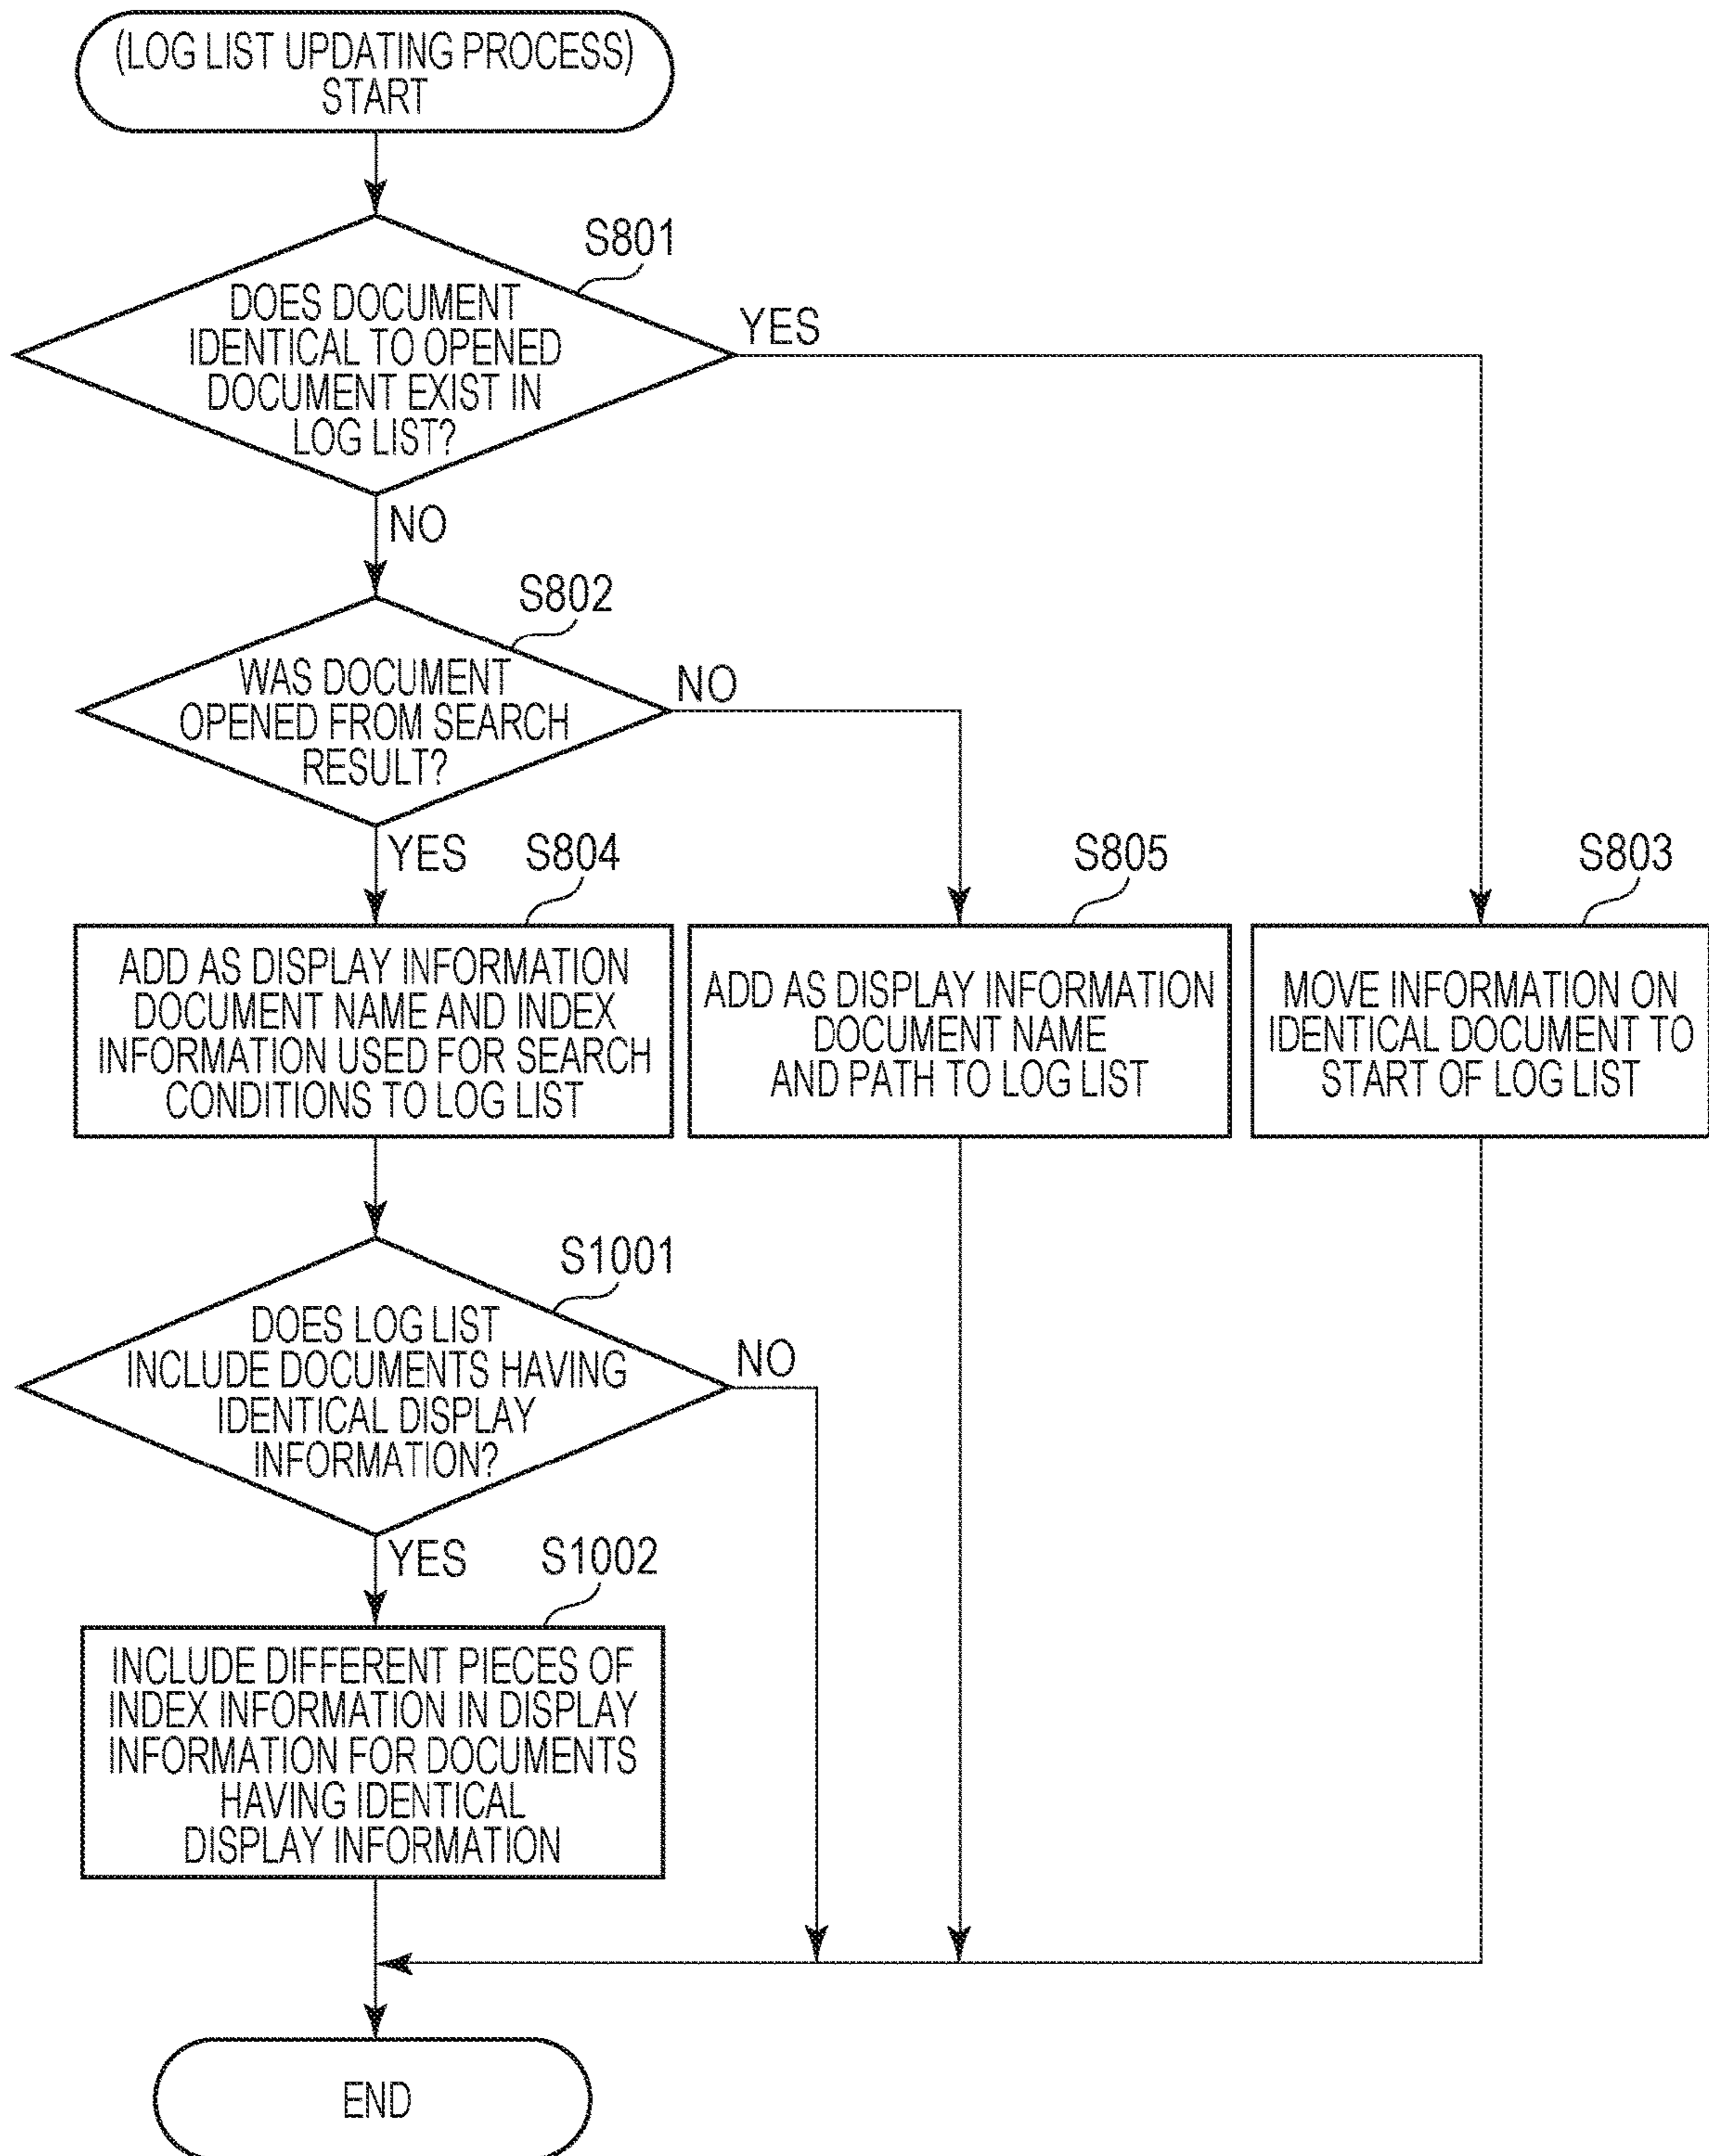 (LOG LIST UPDATING PROCESS)
START
S801
DOES DOCUMENT
IDENTICAL TO OPENED
DOCUMENT EXIST IN
LOG LIST?
YES
NO
S802
WAS DOCUMENT
OPENED FROM SEARCH
RESULT?
NO
YES
S804
ADD AS DISPLAY INFORMATION
DOCUMENT NAME AND INDEX
INFORMATION USED FOR SEARCH
CONDITIONS TO LOG LIST
S805
ADD AS DISPLAY INFORMATION
DOCUMENT NAME
AND PATH TO LOG LIST
S803
MOVE INFORMATION ON
IDENTICAL DOCUMENT TO
START OF LOG LIST
S1001
DOES LOG LIST
INCLUDE DOCUMENTS HAVING
IDENTICAL DISPLAY
INFORMATION?
NO
YES
S1002
INCLUDE DIFFERENT PIECES OF
INDEX INFORMATION IN DISPLAY
INFORMATION FOR DOCUMENTS
HAVING IDENTICAL
DISPLAY INFORMATION
END